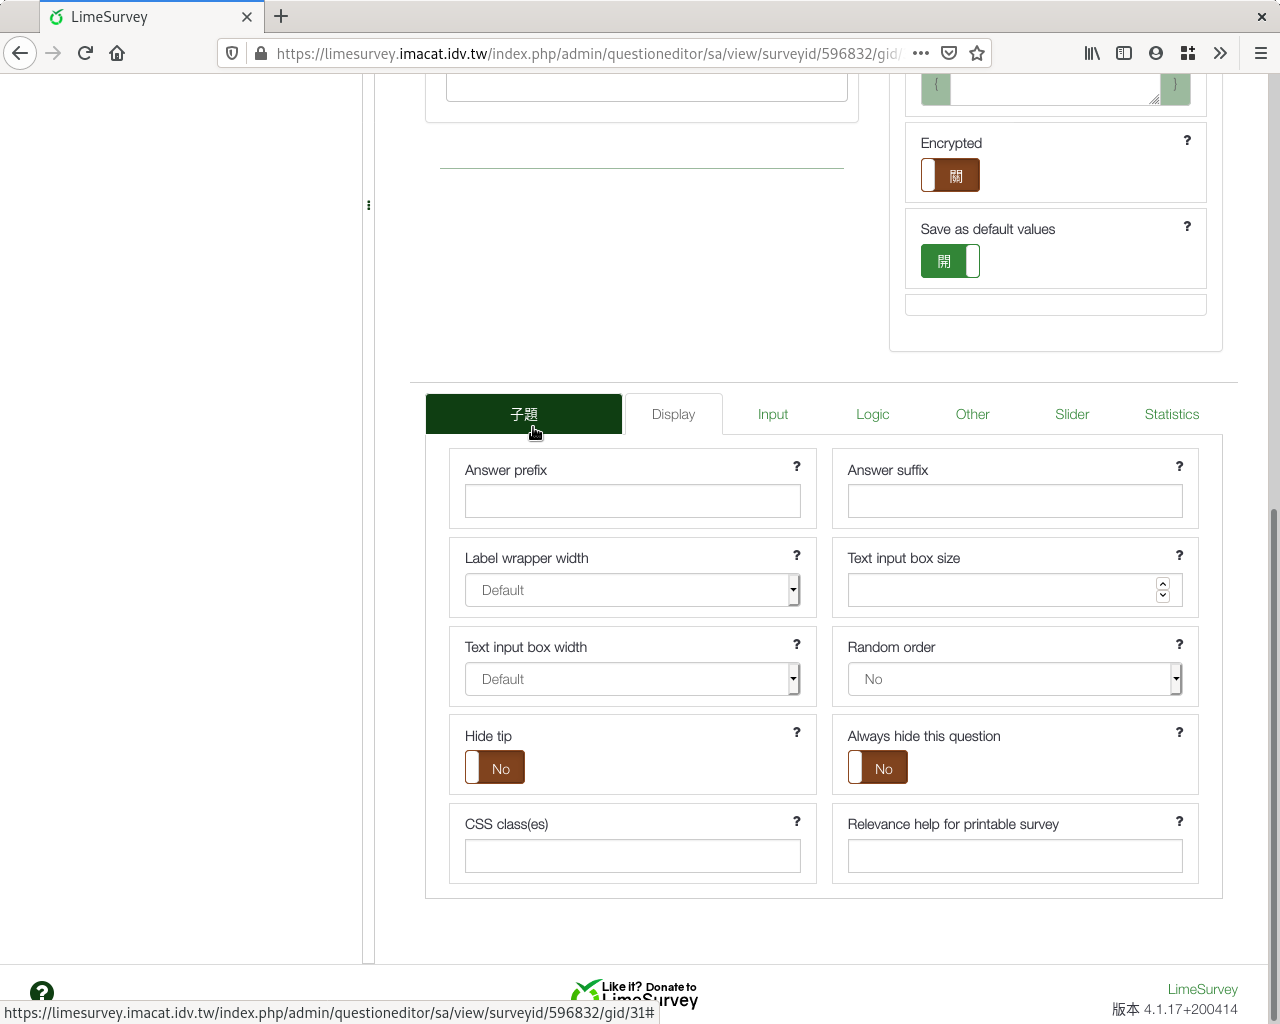 LimeSurvey
https://limesurvey.imacat.idv.tw/index.php/admin/questioneditor/sa/view/surveyid/596832/gid/
{ }
Encrypted ?
關
Save as default values ?
開
子題 Display Input Logic Other Slider Statistics
Answer prefix ? Answer suffix ?
Label wrapper width ? Text input box size ?
Default
Text input box width ? Random order ?
Default No
Hide tip ? Always hide this question ?
No No
CSS class(es) ? Relevance help for printable survey ?
Like it? Donate to
LimeSurvey
LimeSurvey
版本 4.1.17+200414
?
https://limesurvey.imacat.idv.tw/index.php/admin/questioneditor/sa/view/surveyid/596832/gid/31#